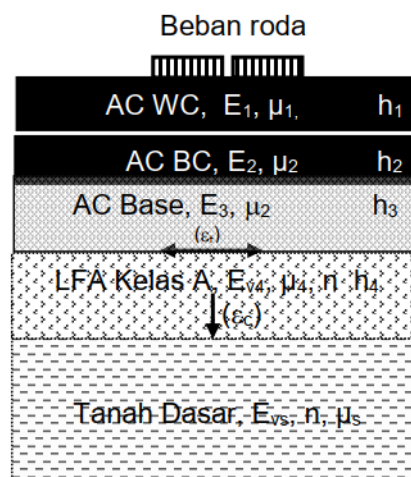 Beban roda
AC WC, E₁, μ₁, h₁
AC BC, E₂, μ₂ h₂
AC Base, E₃, μ₂ h₃
(εₜ)
LFA Kelas A, Eᵥ₄, μ₄, n h₄
(ε꜀)
Tanah Dasar, Eᵥₛ, n, μₛ